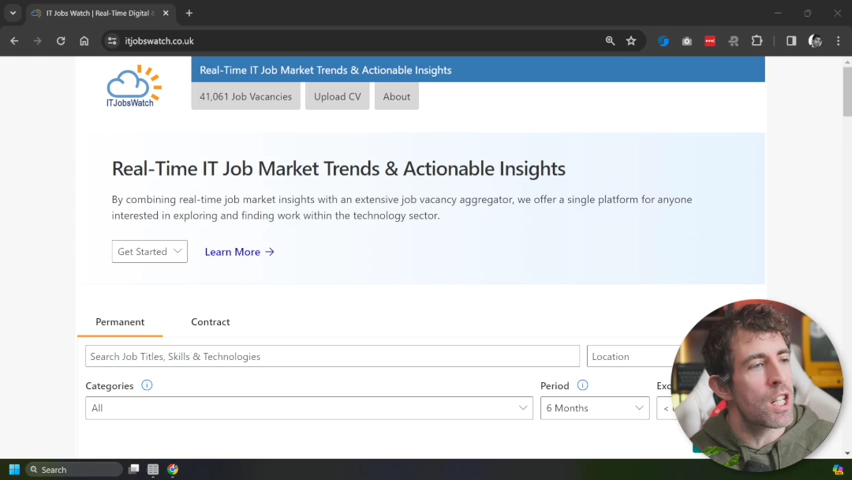 IT Jobs Watch | Real-Time Digital &
itjobswatch.co.uk
ITJobsWatch
Real-Time IT Job Market Trends & Actionable Insights
41,061 Job Vacancies
Upload CV
About
Real-Time IT Job Market Trends & Actionable Insights
By combining real-time job market insights with an extensive job vacancy aggregator, we offer a single platform for anyone
interested in exploring and finding work within the technology sector.
Get Started
Learn More →
Permanent
Contract
Search Job Titles, Skills & Technologies
Location
Categories
Period
All
6 Months
Search